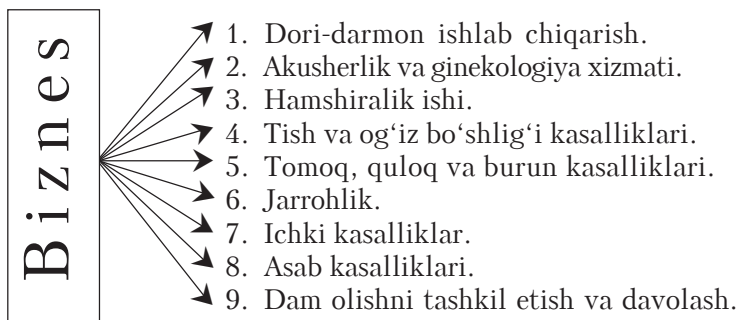 Biznes
1. Dori-darmon ishlab chiqarish.
2. Akusherlik va ginekologiya xizmati.
3. Hamshiralik ishi.
4. Tish va og‘iz bo‘shlig‘i kasalliklari.
5. Tomoq, quloq va burun kasalliklari.
6. Jarrohlik.
7. Ichki kasalliklar.
8. Asab kasalliklari.
9. Dam olishni tashkil etish va davolash.